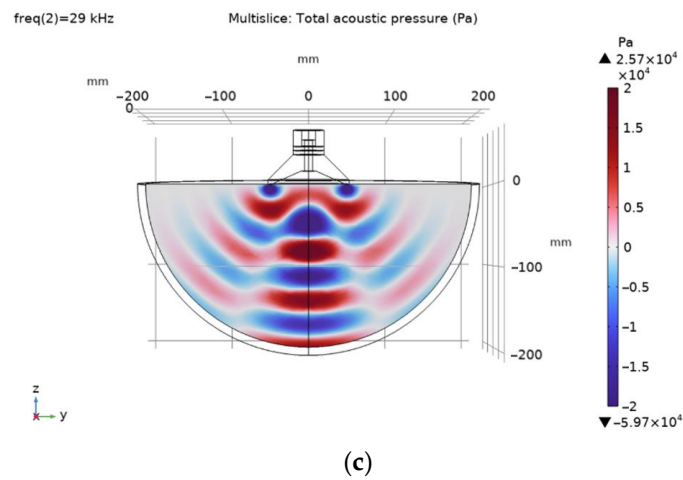 freq(2)=29 kHz Multislice: Total acoustic pressure (Pa)
Pa
mm
▲ 2.57×10⁴
mm
×10⁴
−200 −100 0 100 200
0
2
1.5
1
0.5
0
−0.5
−1
−1.5
−2
▼ −5.97×10⁴
0
mm
−100
−200
z
y
(c)